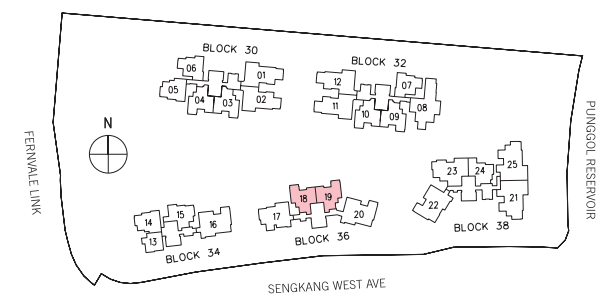 BLOCK 30
BLOCK 32
06
01
05
04
03
02
12
07
11
10
09
08
N
FERNVALE LINK
PUNGGOL RESERVOIR
25
23
24
21
22
BLOCK 38
18
19
17
20
BLOCK 36
14
15
16
13
BLOCK 34
SENGKANG WEST AVE